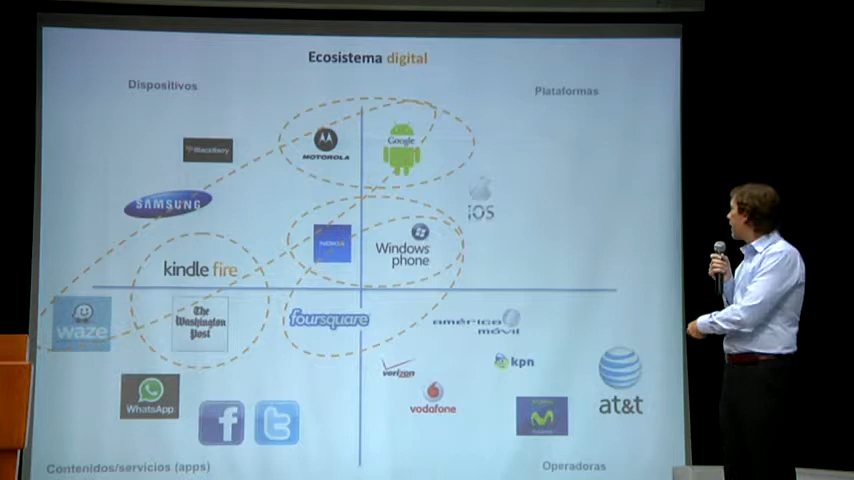 Ecosistema digital
Dispositivos
Plataformas
BlackBerry
MOTOROLA
Google
SAMSUNG
iOS
NOKIA
Windows
phone
kindle fire
waze
The
Washington
Post
foursquare
américa
móvil
verizon
kpn
WhatsApp
vodafone
at&t
Contenidos/servicios (apps)
Operadoras